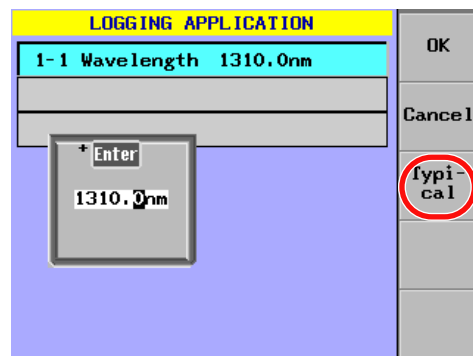 LOGGING APPLICATION
1-1 Wavelength 1310.0nm
+ Enter
1310.0nm
OK
Cancel
Typi-
cal